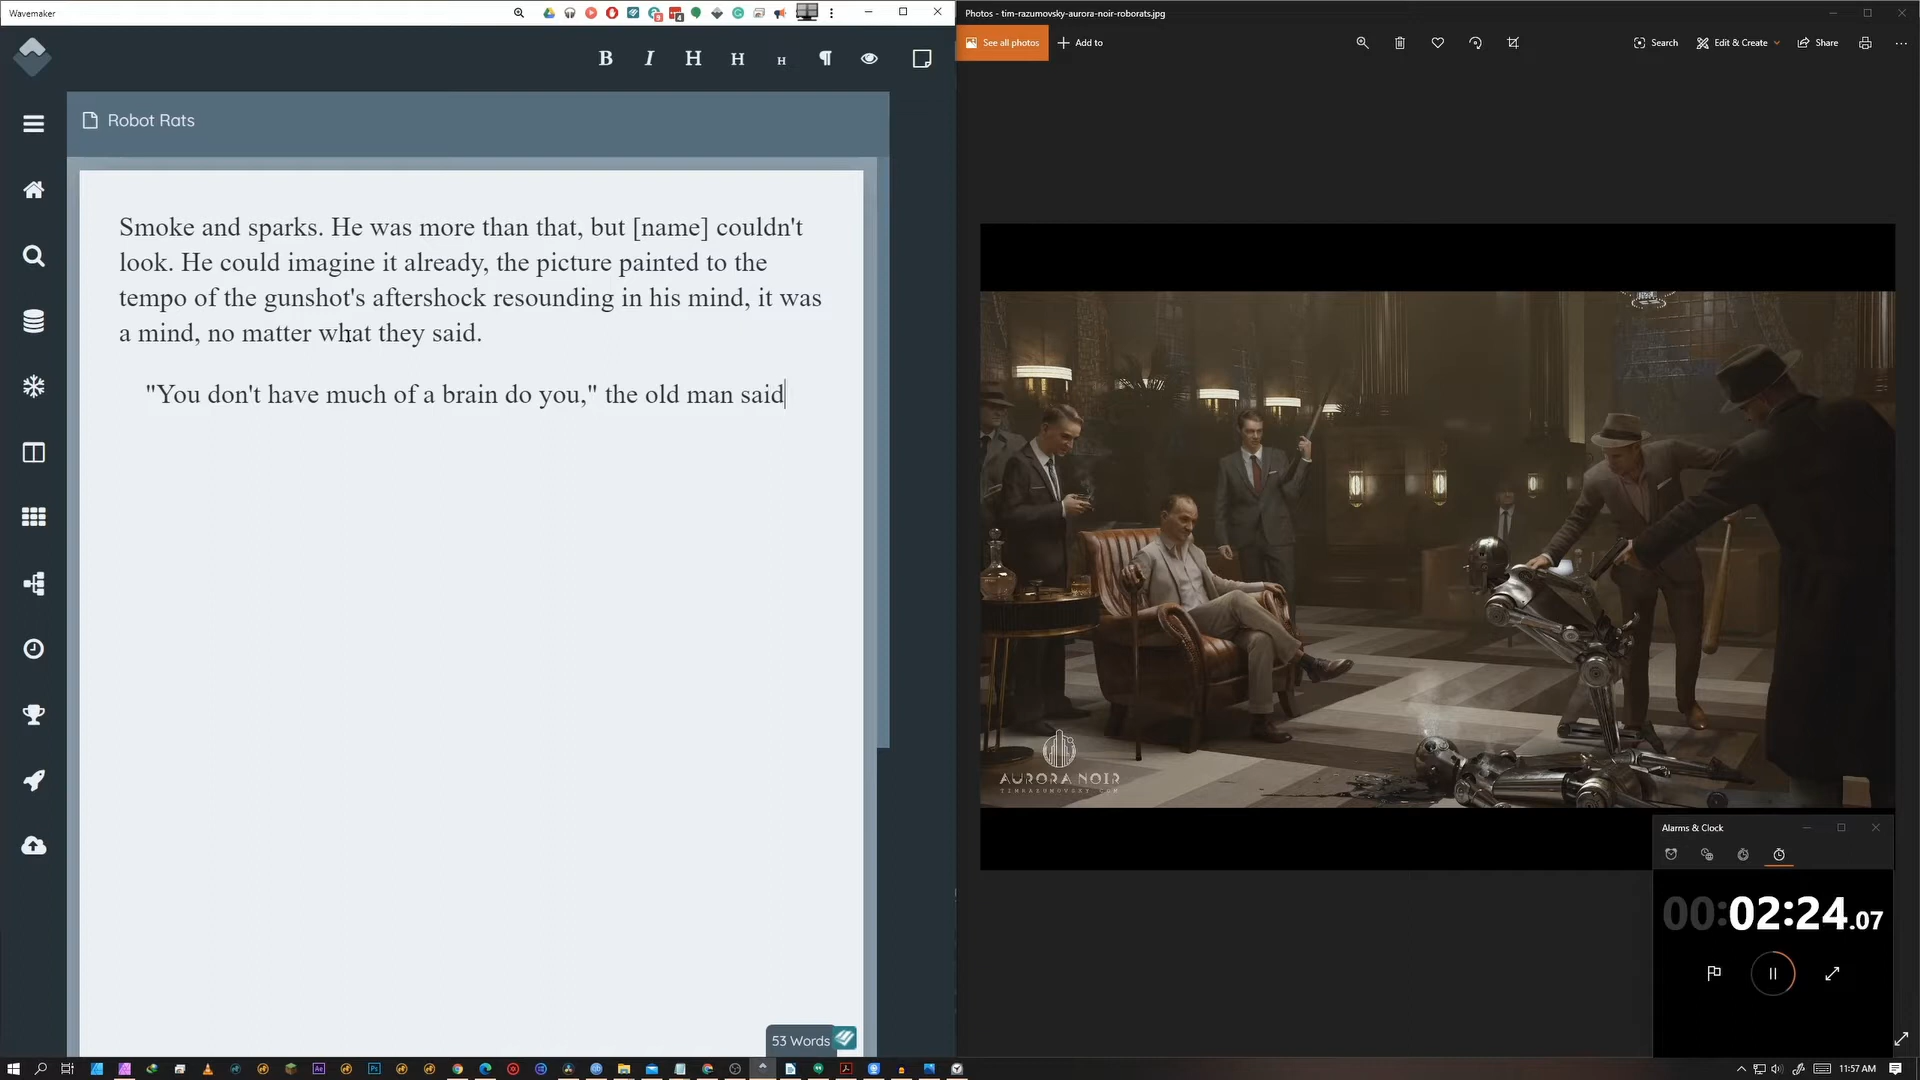 Wavemaker
Photos - tim-razumovsky-aurora-noir-roborats.jpg
See all photos
Add to
Search
Edit & Create
Share
B I H H H ¶
Robot Rats
Smoke and sparks. He was more than that, but [name] couldn't
look. He could imagine it already, the picture painted to the
tempo of the gunshot's aftershock resounding in his mind, it was
a mind, no matter what they said.
"You don't have much of a brain do you," the old man said
AURORA NOIR
TIMRAZUMOVSKY.COM
Alarms & Clock
00:02:24.07
53 Words
11:57 AM